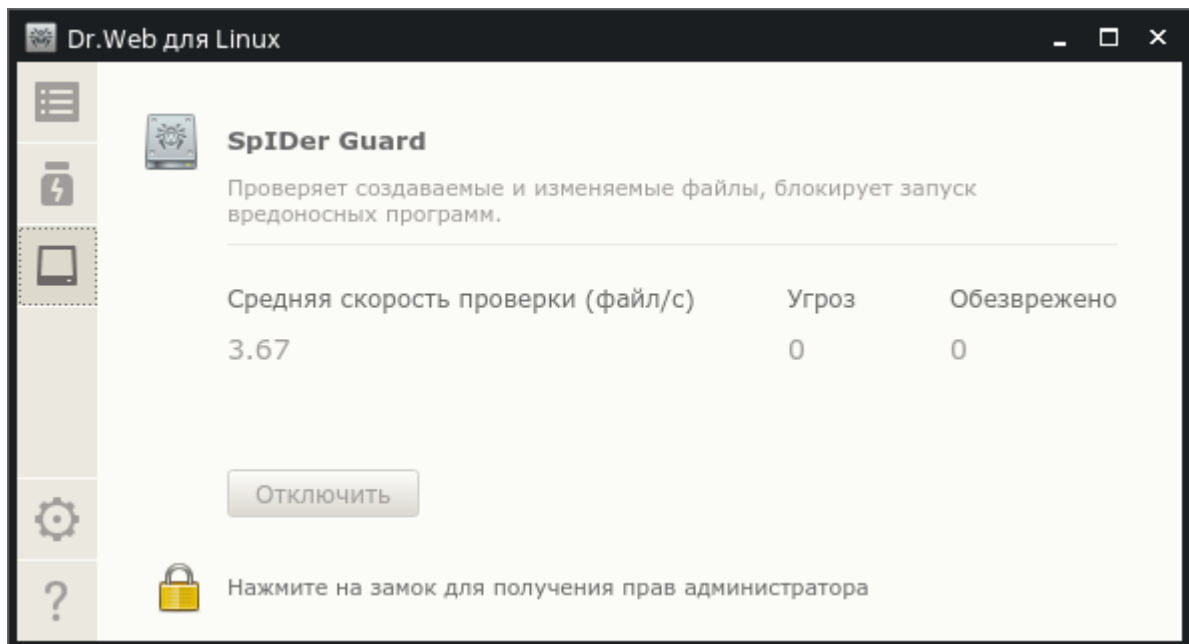 Dr.Web для Linux
SpIDer Guard
Проверяет создаваемые и изменяемые файлы, блокирует запуск
вредоносных программ.
Средняя скорость проверки (файл/с) Угроз Обезврежено
3.67 0 0
Отключить
Нажмите на замок для получения прав администратора
?